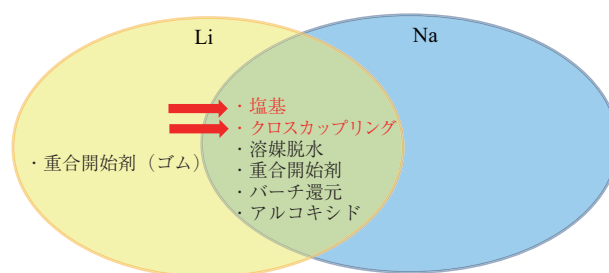 Li
Na
・塩基
・クロスカップリング
・溶媒脱水
・重合開始剤（ゴム）
・重合開始剤
・バーチ還元
・アルコキシド